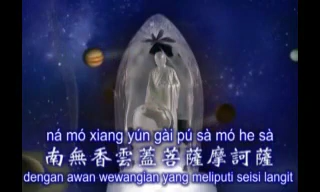 ná mó xiang yún gài pú sà mó he sà
南無香雲蓋菩薩摩訶薩
dengan awan wewangian yang meliputi seisi langit